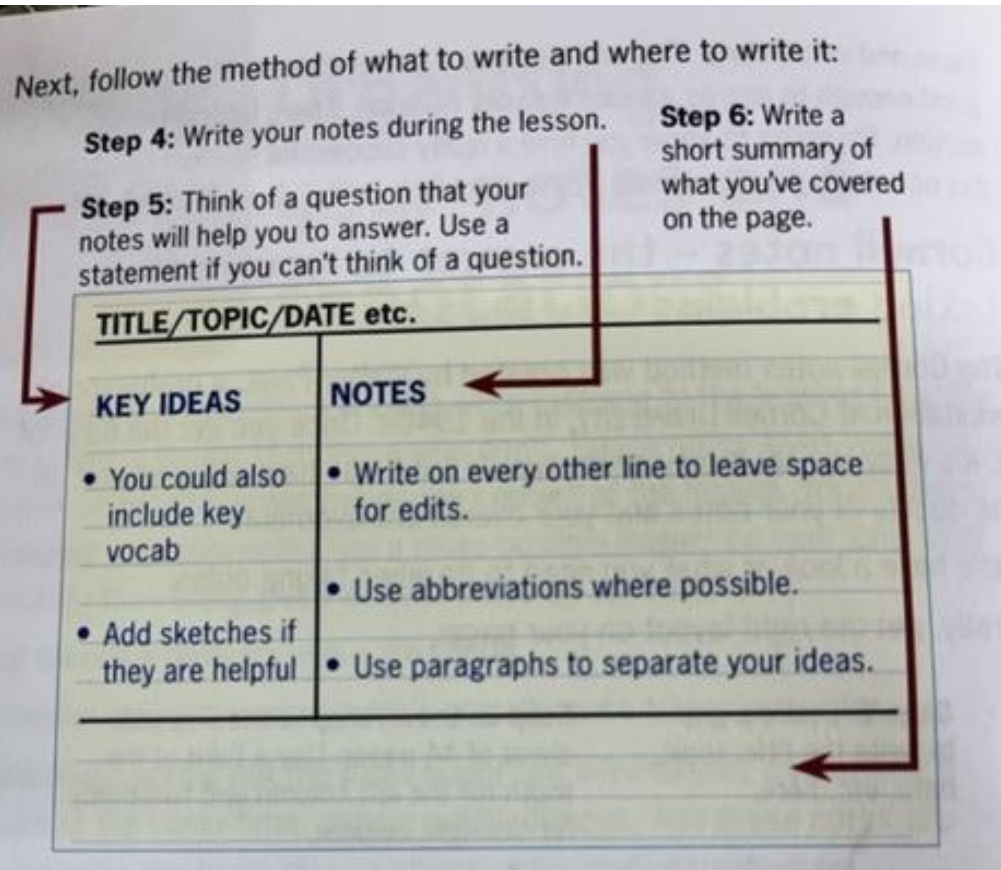 Next, follow the method of what to write and where to write it:
Step 4: Write your notes during the lesson.
Step 5: Think of a question that your
notes will help you to answer. Use a
statement if you can't think of a question.
Step 6: Write a
short summary of
what you've covered
on the page.
TITLE/TOPIC/DATE etc.
KEY IDEAS
• You could also
include key
vocab
• Add sketches if
they are helpful
NOTES
• Write on every other line to leave space
for edits.
• Use abbreviations where possible.
• Use paragraphs to separate your ideas.